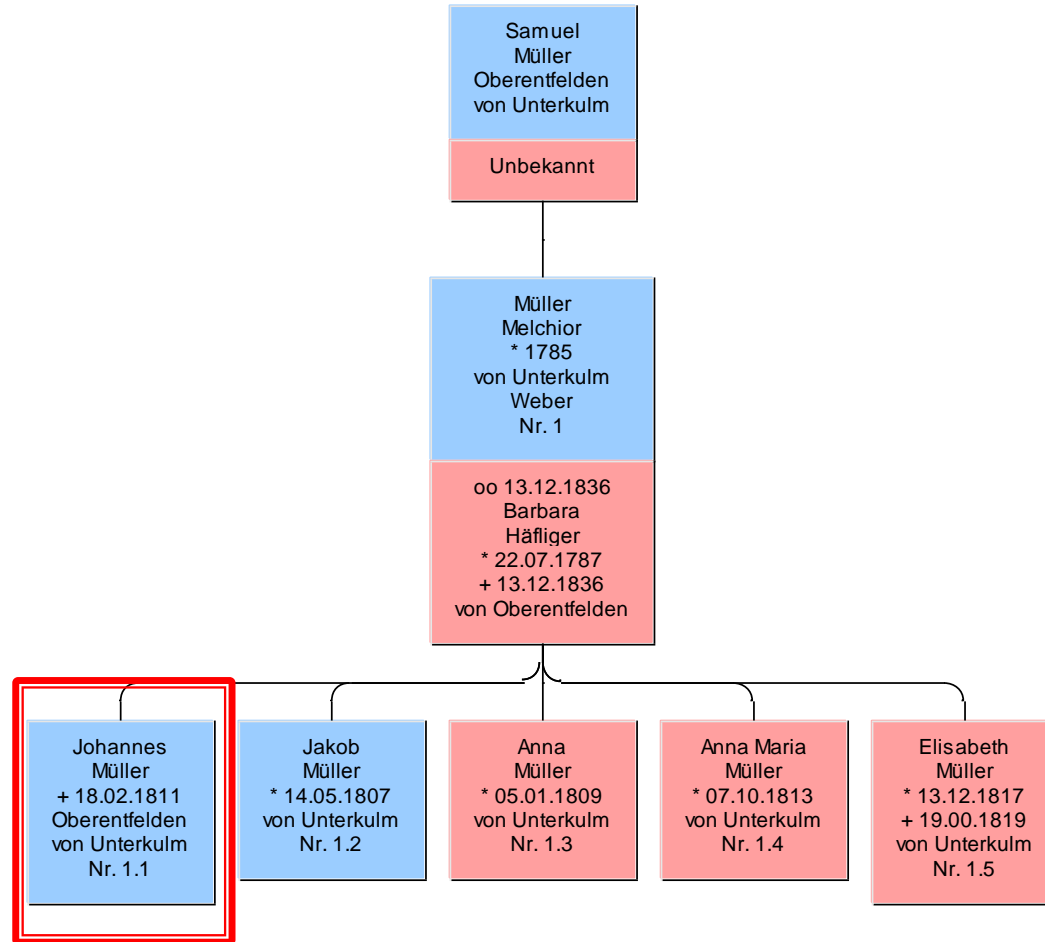 Samuel
Müller
Oberentfelden
von Unterkulm
Unbekannt
Müller
Melchior
* 1785
von Unterkulm
Weber
Nr. 1
oo 13.12.1836
Barbara
Häfliger
* 22.07.1787
+ 13.12.1836
von Oberentfelden
Johannes
Müller
+ 18.02.1811
Oberentfelden
von Unterkulm
Nr. 1.1
Jakob
Müller
* 14.05.1807
von Unterkulm
Nr. 1.2
Anna
Müller
* 05.01.1809
von Unterkulm
Nr. 1.3
Anna Maria
Müller
* 07.10.1813
von Unterkulm
Nr. 1.4
Elisabeth
Müller
* 13.12.1817
+ 19.00.1819
von Unterkulm
Nr. 1.5